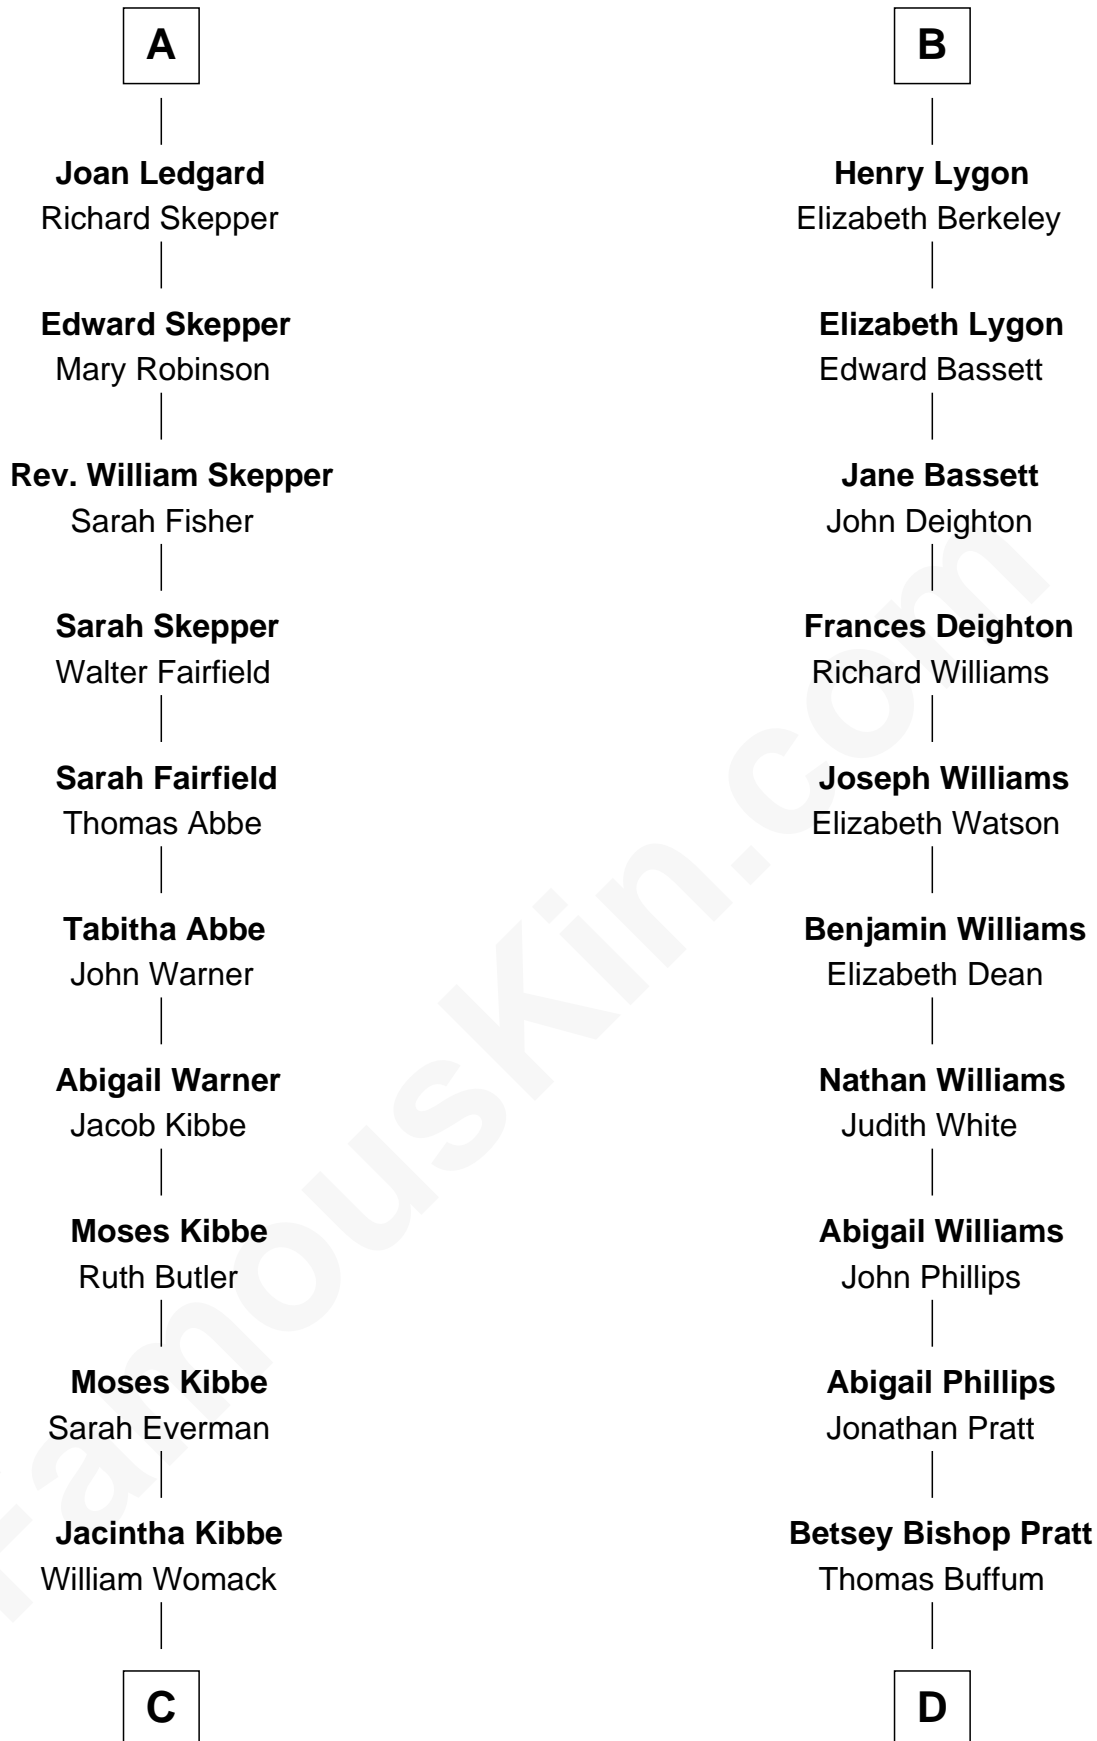 A
Joan Ledgard
Richard Skepper
Edward Skepper
Mary Robinson
Rev. William Skepper
Sarah Fisher
Sarah Skepper
Walter Fairfield
Sarah Fairfield
Thomas Abbe
Tabitha Abbe
John Warner
Abigail Warner
Jacob Kibbe
Moses Kibbe
Ruth Butler
Moses Kibbe
Sarah Everman
Jacintha Kibbe
William Womack
C
B
Henry Lygon
Elizabeth Berkeley
Elizabeth Lygon
Edward Bassett
Jane Bassett
John Deighton
Frances Deighton
Richard Williams
Joseph Williams
Elizabeth Watson
Benjamin Williams
Elizabeth Dean
Nathan Williams
Judith White
Abigail Williams
John Phillips
Abigail Phillips
Jonathan Pratt
Betsey Bishop Pratt
Thomas Buffum
D
FamousKin.com